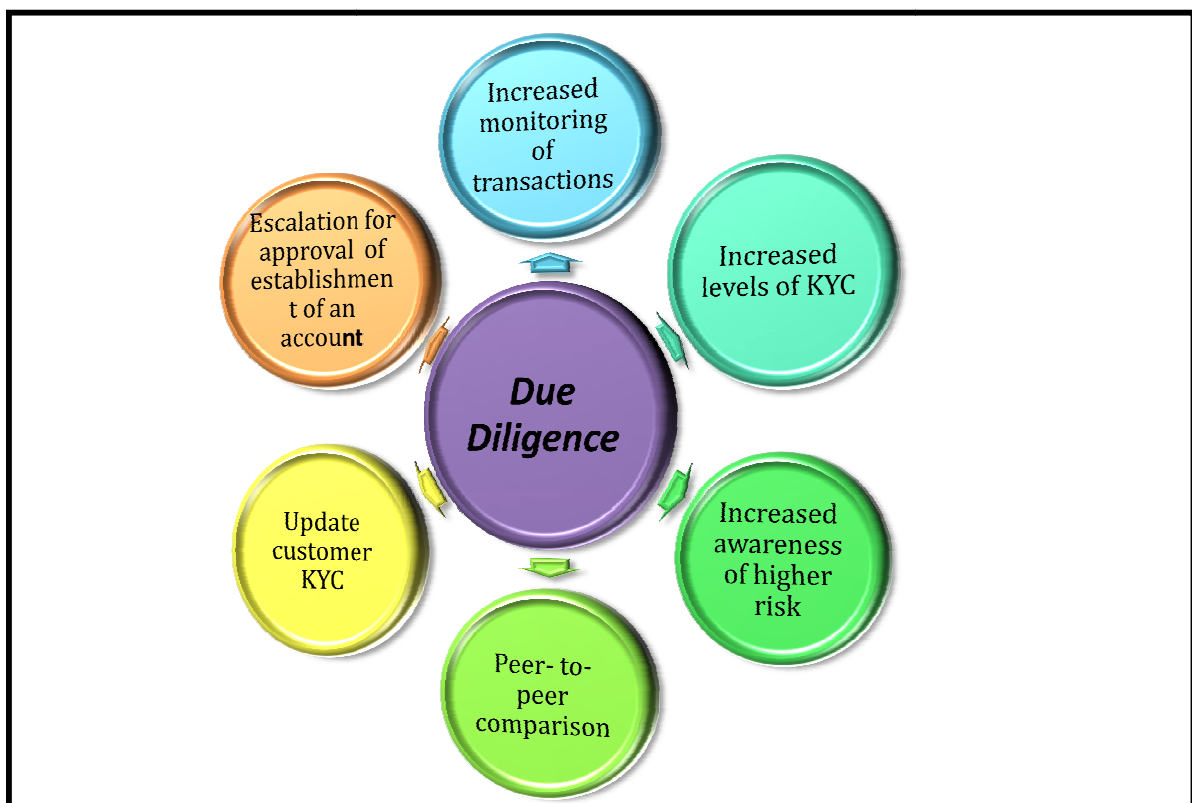 Increased
monitoring
of
transactions
Increased
levels of KYC
Increased
awareness
of higher
risk
Peer- to-
peer
comparison
Update
customer
KYC
Escalation for
approval of
establishmen
t of an
account
Due
Diligence